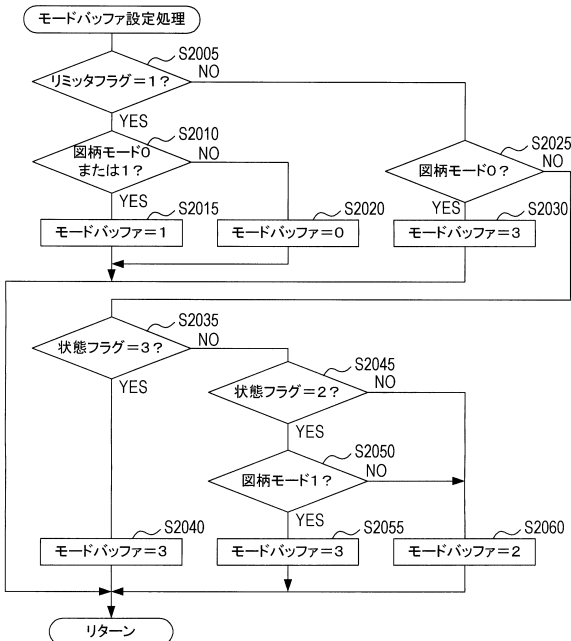 モードバッファ設定処理
S2005
リミッタフラグ=1?
NO
YES
S2010
図柄モード0
または1?
NO
YES
S2025
図柄モード0?
NO
YES
S2015
モードバッファ=1
S2020
モードバッファ=0
S2030
モードバッファ=3
S2035
状態フラグ=3?
NO
YES
S2045
状態フラグ=2?
NO
YES
S2050
図柄モード1?
NO
YES
S2040
モードバッファ=3
S2055
モードバッファ=3
S2060
モードバッファ=2
リターン